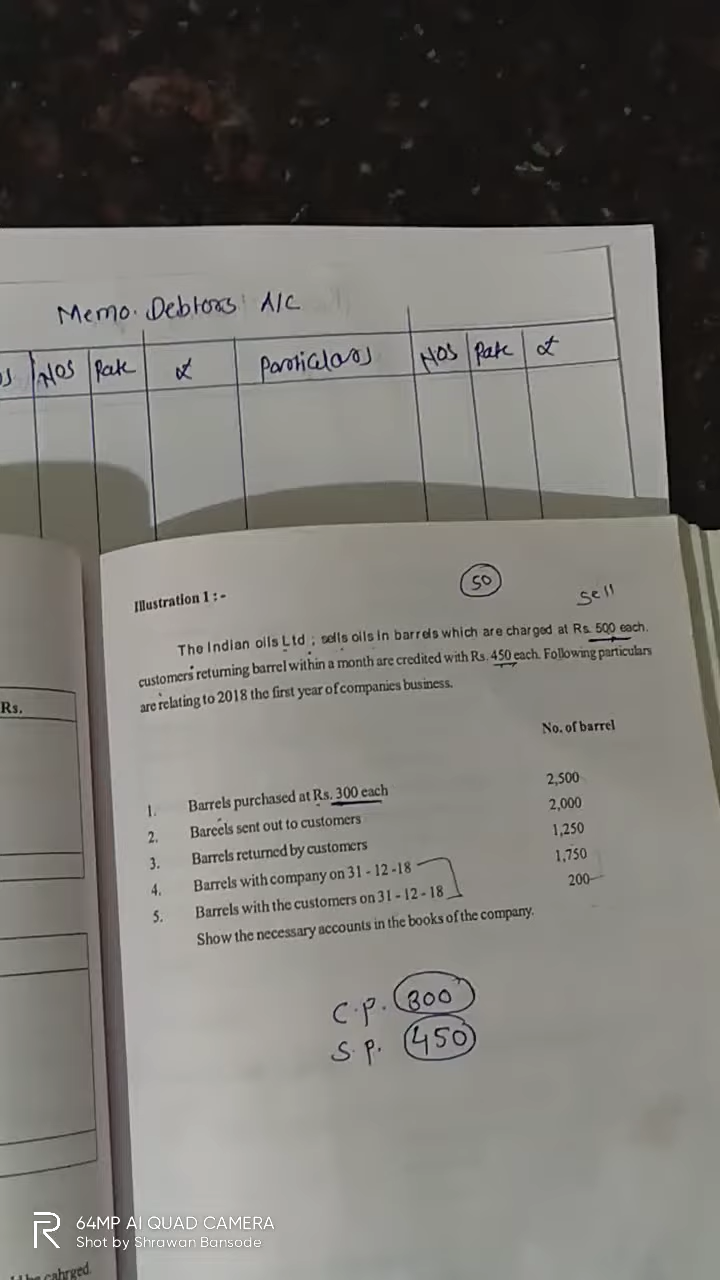 Memo. Debtors A/C
Nos Rate ₹ Particulars Nos Rate ₹
50
Sell
Illustration 1 :-
The Indian oils Ltd ; sells oils in barrels which are charged at Rs. 500 each.
customers returning barrel within a month are credited with Rs. 450 each. Following particulars
are relating to 2018 the first year of companies business.
Rs.
No. of barrel
1. Barrels purchased at Rs. 300 each 2,500
2. Bareels sent out to customers 2,000
3. Barrels returned by customers 1,250
4. Barrels with company on 31 - 12 -18 1,750
5. Barrels with the customers on 31 - 12 - 18 200
Show the necessary accounts in the books of the company.
C.P. 300
S.P. 450
64MP AI QUAD CAMERA
Shot by Shrawan Bansode
cahrged